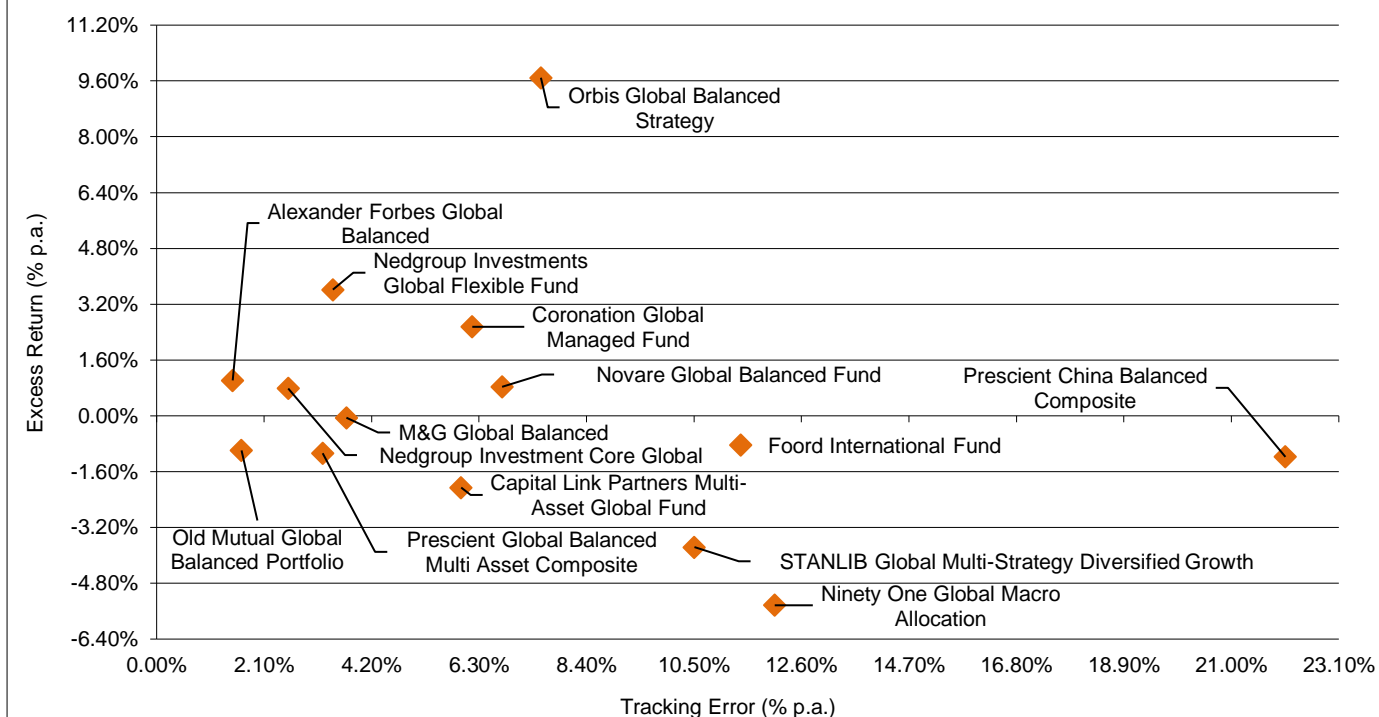 11.20%
9.60%
8.00%
6.40%
4.80%
3.20%
1.60%
0.00%
-1.60%
-3.20%
-4.80%
-6.40%
Excess Return (% p.a.)
Orbis Global Balanced
Strategy
Alexander Forbes Global
Balanced
Nedgroup Investments
Global Flexible Fund
Coronation Global
Managed Fund
Novare Global Balanced Fund
Prescient China Balanced
Composite
M&G Global Balanced
Nedgroup Investment Core Global
Foord International Fund
Capital Link Partners Multi-
Asset Global Fund
Old Mutual Global
Balanced Portfolio
Prescient Global Balanced
Multi Asset Composite
STANLIB Global Multi-Strategy Diversified Growth
Ninety One Global Macro
Allocation
0.00% 2.10% 4.20% 6.30% 8.40% 10.50% 12.60% 14.70% 16.80% 18.90% 21.00% 23.10%
Tracking Error (% p.a.)